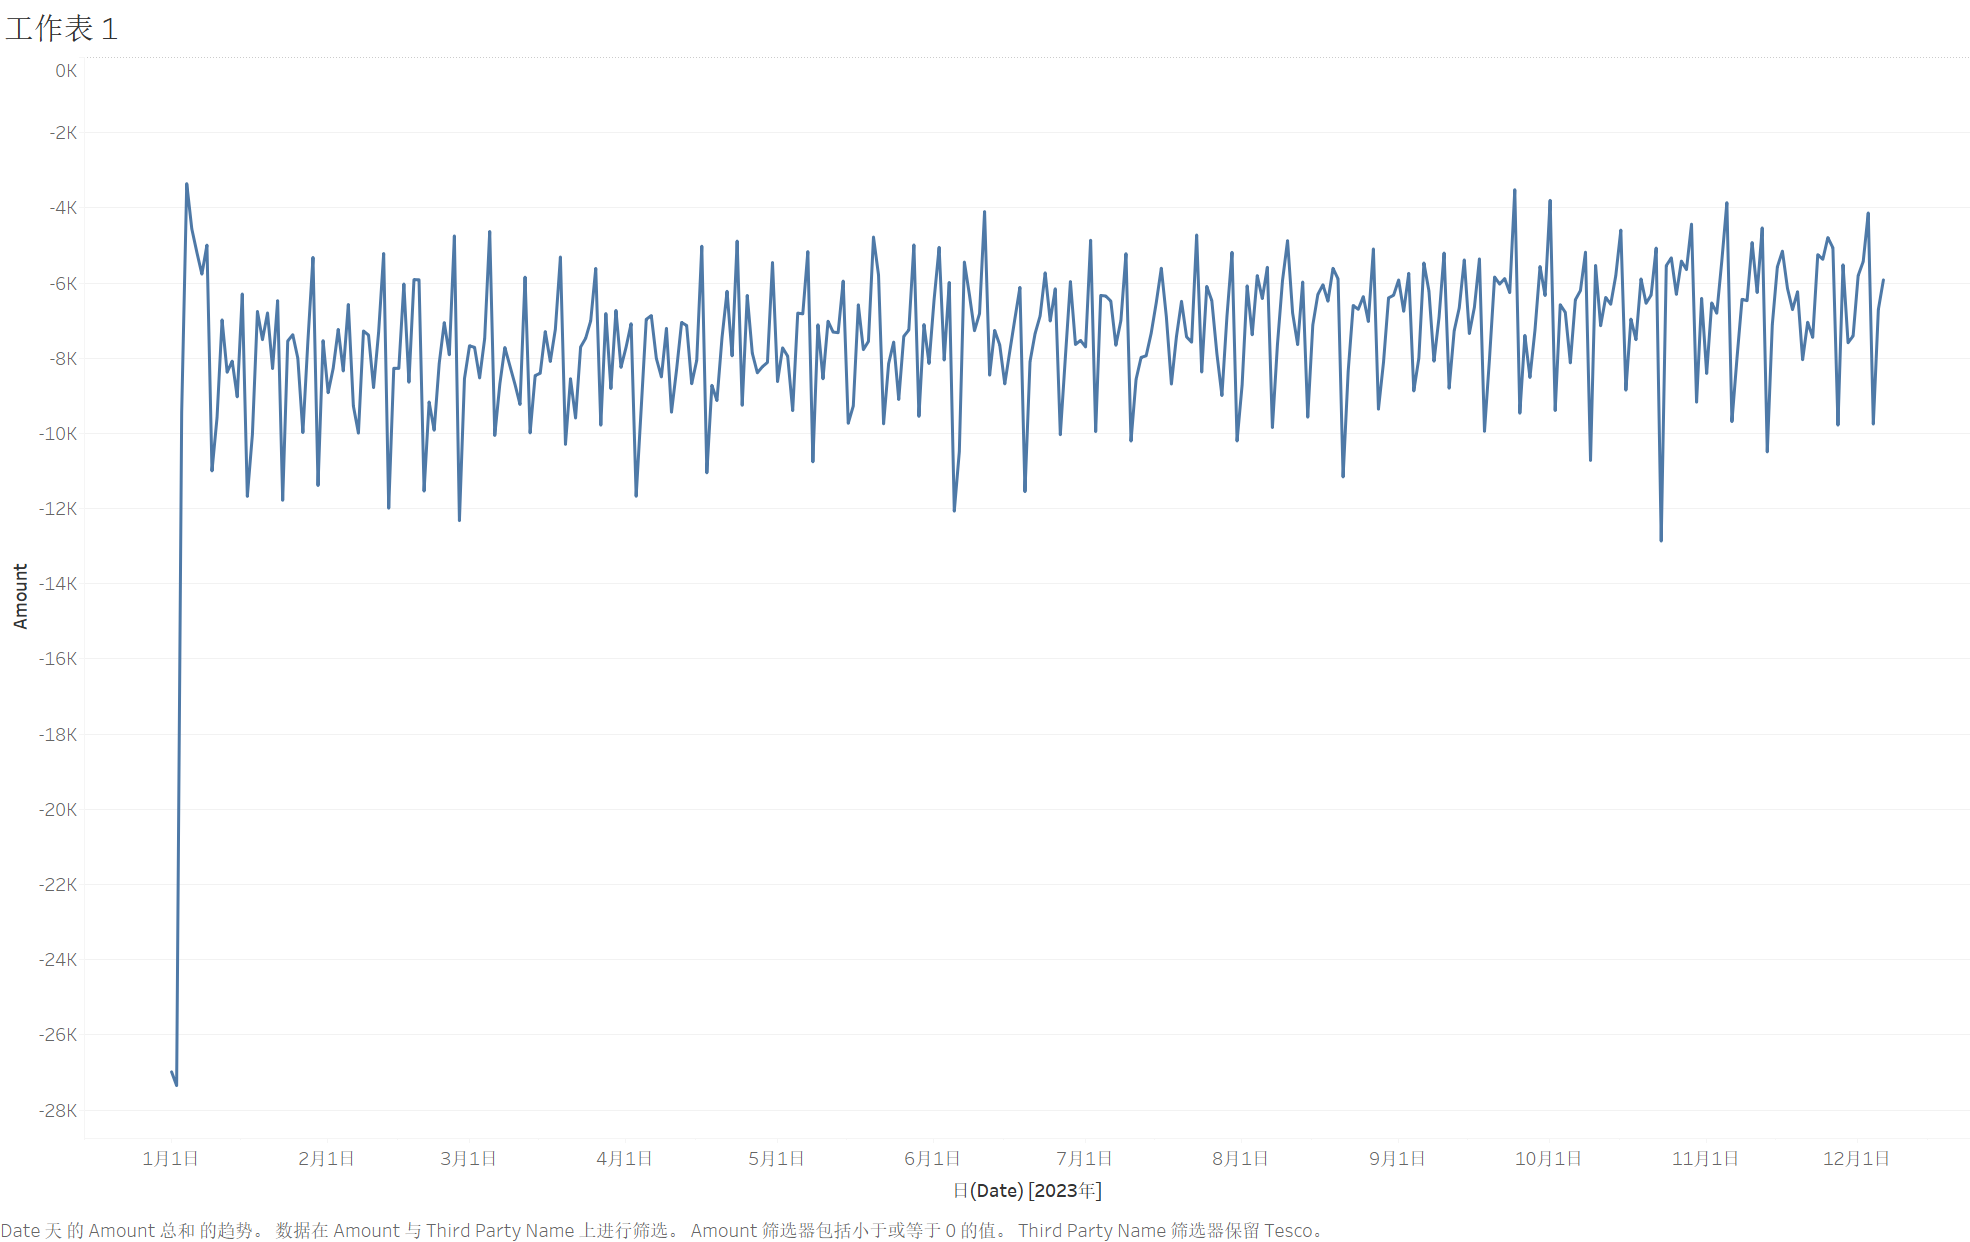 工作表 1
0K
-2K
-4K
-6K
-8K
-10K
-12K
-14K
-16K
-18K
-20K
-22K
-24K
-26K
-28K
Amount
1月1日 2月1日 3月1日 4月1日 5月1日 6月1日 7月1日 8月1日 9月1日 10月1日 11月1日 12月1日
日(Date) [2023年]
Date 天 的 Amount 总和 的趋势。 数据在 Amount 与 Third Party Name 上进行筛选。 Amount 筛选器包括小于或等于 0 的值。 Third Party Name 筛选器保留 Tesco。